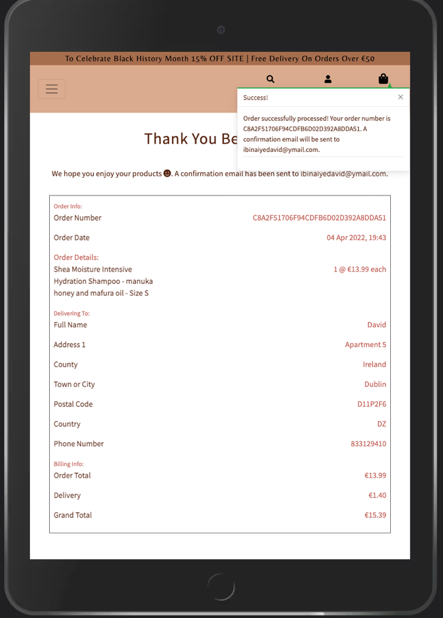 To Celebrate Black History Month 15% OFF SITE | Free Delivery On Orders Over €50
Success!
×
Order successfully processed! Your order number is
C8A2F51706F94CDFB6D02D392A8DDA51. A
confirmation email will be sent to
ibinaiyedavid@ymail.com.
Thank You Be
We hope you enjoy your products. A confirmation email has been sent to ibinaiyedavid@ymail.com.
Order Info:
Order Number C8A2F51706F94CDFB6D02D392A8DDA51
Order Date 04 Apr 2022, 19:43
Order Details:
Shea Moisture Intensive 1 @ €13.99 each
Hydration Shampoo - manuka
honey and mafura oil - Size S
Delivering To:
Full Name David
Address 1 Apartment 5
County Ireland
Town or City Dublin
Postal Code D11P2F6
Country DZ
Phone Number 833129410
Billing Info:
Order Total €13.99
Delivery €1.40
Grand Total €15.39